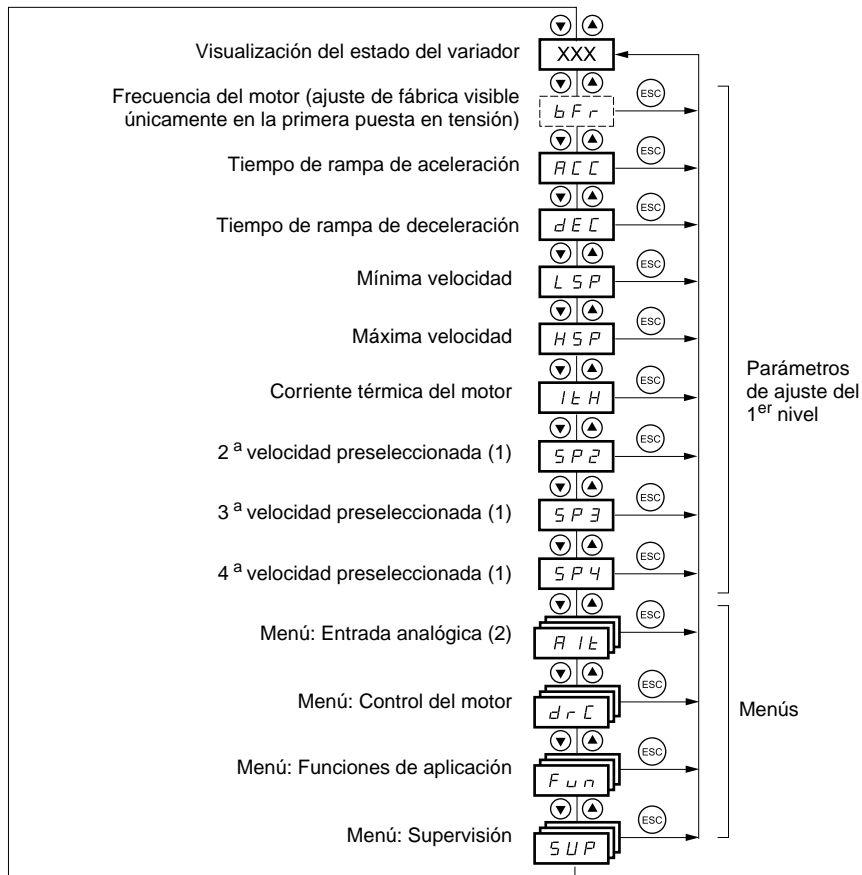 Visualización del estado del variador
XXX
Frecuencia del motor (ajuste de fábrica visible
únicamente en la primera puesta en tensión)
bFr
ESC
Tiempo de rampa de aceleración
ACC
ESC
Tiempo de rampa de deceleración
dEC
ESC
Mínima velocidad
LSP
ESC
Máxima velocidad
HSP
ESC
Corriente térmica del motor
ItH
ESC
2ª velocidad preseleccionada (1)
SP2
ESC
3ª velocidad preseleccionada (1)
SP3
ESC
4ª velocidad preseleccionada (1)
SP4
ESC
Parámetros
de ajuste del
1er nivel
Menú: Entrada analógica (2)
AIt
ESC
Menú: Control del motor
drC
ESC
Menú: Funciones de aplicación
Fun
ESC
Menú: Supervisión
SUP
ESC
Menús